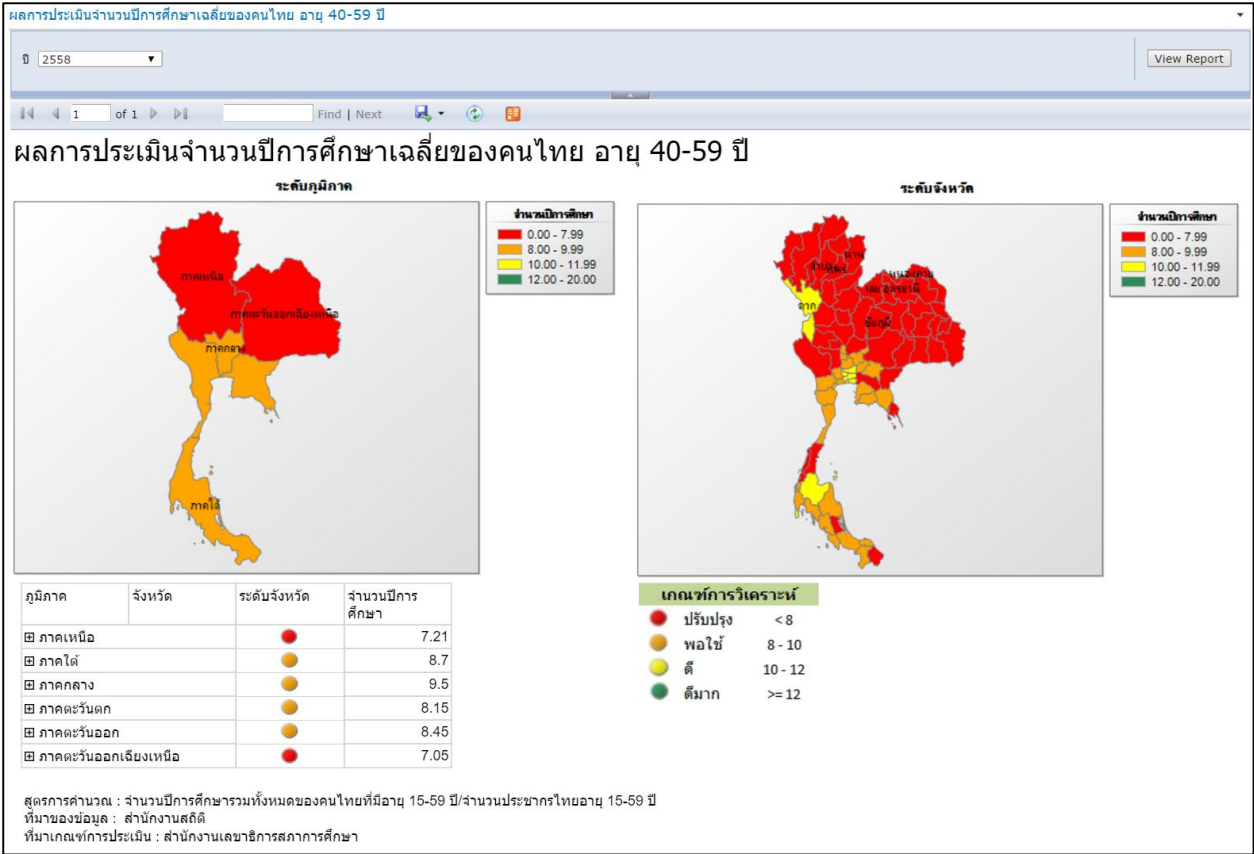 ผลการประเมินจำนวนปีการศึกษาเฉลี่ยของคนไทย อายุ 40-59 ปี
ปี 2558 View Report
1 of 1 Find | Next
ผลการประเมินจำนวนปีการศึกษาเฉลี่ยของคนไทย อายุ 40-59 ปี
ระดับภูมิภาค
ภาคเหนือ
ภาคตะวันออกเฉียงเหนือ
ภาคกลาง
ภาคใต้
จำนวนปีการศึกษา
0.00 - 7.99
8.00 - 9.99
10.00 - 11.99
12.00 - 20.00
ระดับจังหวัด
น่าน
ตาก
ชัยภูมิ
จำนวนปีการศึกษา
0.00 - 7.99
8.00 - 9.99
10.00 - 11.99
12.00 - 20.00
ภูมิภาค จังหวัด ระดับจังหวัด จำนวนปีการ
ศึกษา
ภาคเหนือ 7.21
ภาคใต้ 8.7
ภาคกลาง 9.5
ภาคตะวันตก 8.15
ภาคตะวันออก 8.45
ภาคตะวันออกเฉียงเหนือ 7.05
เกณฑ์การวิเคราะห์
ปรับปรุง < 8
พอใช้ 8 - 10
ดี 10 - 12
ดีมาก >= 12
สูตรการคำนวณ : จำนวนปีการศึกษารวมทั้งหมดของคนไทยที่มีอายุ 15-59 ปี/จำนวนประชากรไทยอายุ 15-59 ปี
ที่มาของข้อมูล : สำนักงานสถิติ
ที่มาเกณฑ์การประเมิน : สำนักงานเลขาธิการสภาการศึกษา